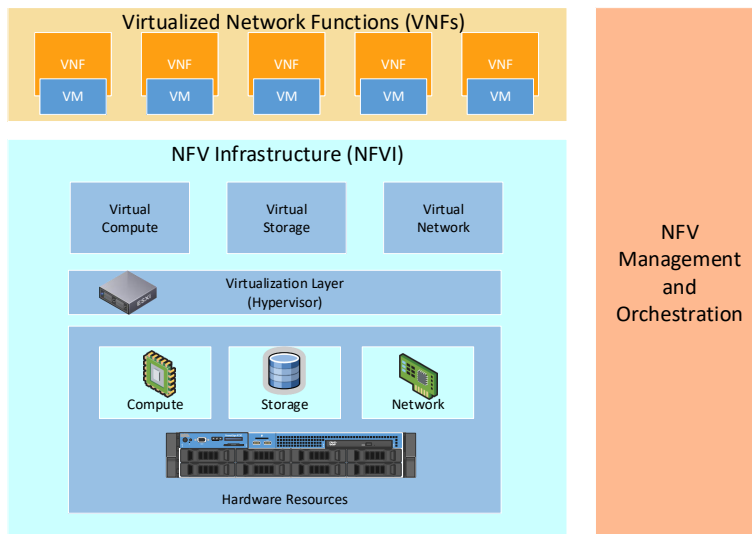 Virtualized Network Functions (VNFs)
VNF
VNF
VNF
VNF
VNF
VM
VM
VM
VM
VM
NFV Infrastructure (NFVI)
Virtual
Compute
Virtual
Storage
Virtual
Network
ESXi
Virtualization Layer
(Hypervisor)
Compute
Storage
Network
Hardware Resources
NFV
Management
and
Orchestration